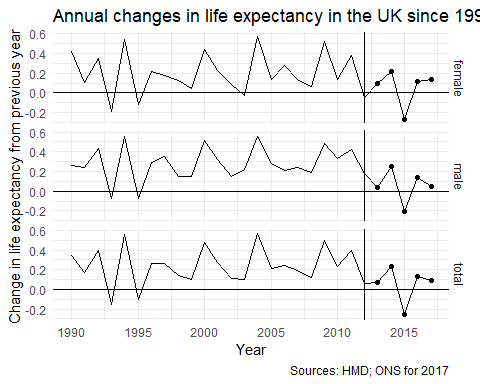 Annual changes in life expectancy in the UK since 199
Change in life expectancy from previous year
0.6
0.4
0.2
0.0
-0.2
female
0.6
0.4
0.2
0.0
-0.2
male
0.6
0.4
0.2
0.0
-0.2
total
1990 1995 2000 2005 2010 2015
Year
Sources: HMD; ONS for 2017